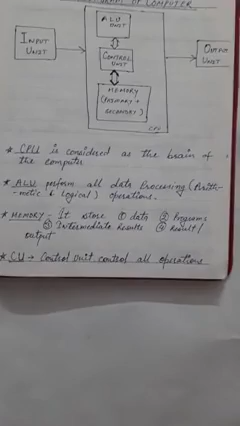 OF COMPUTER
ALU
UNIT
INPUT
UNIT
CONTROL
UNIT
OUTPUT
UNIT
MEMORY
(PRIMARY +
SECONDARY)
CPU
* CPU is considered as the brain of
the computer
* ALU perform all data Processing (Arith-
-metic & logical) operations.
* MEMORY - It store ① data ② Programs
③ Intermediate Results ④ Result/
output
* CU → Control Unit control all operations